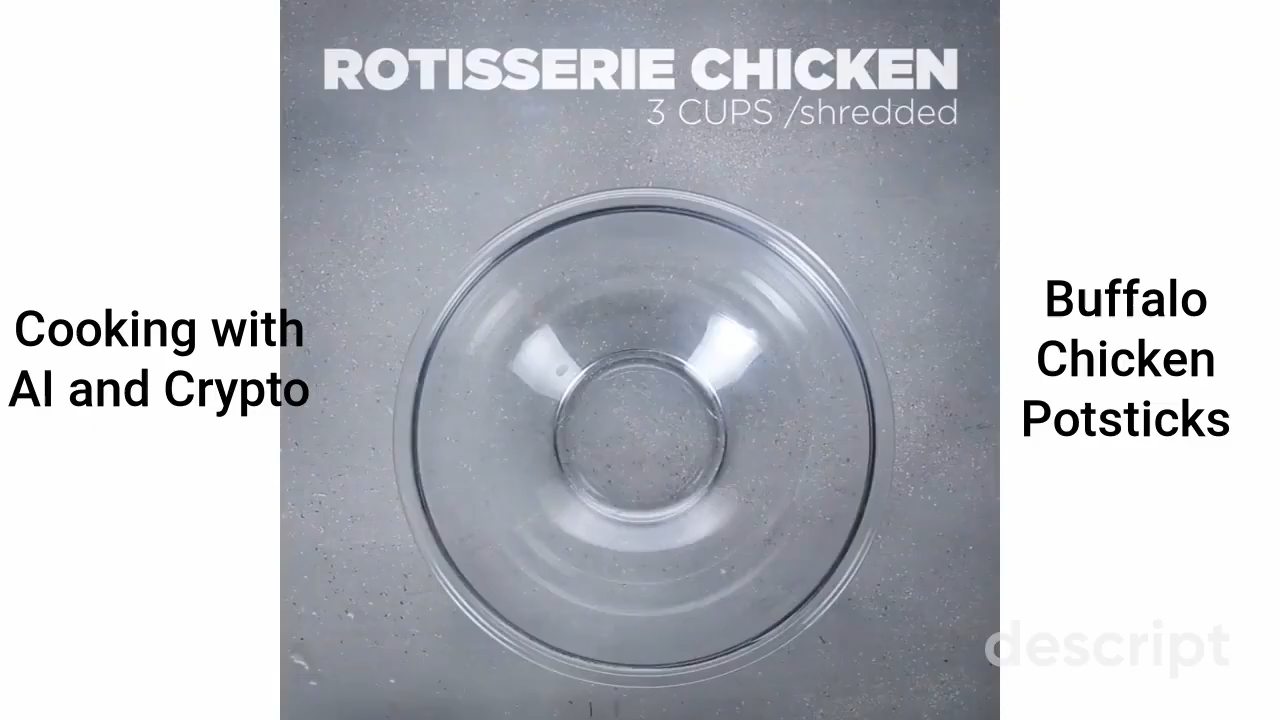 ROTISSERIE CHICKEN
3 CUPS /shredded
Cooking with
AI and Crypto
Buffalo
Chicken
Potsticks
descript